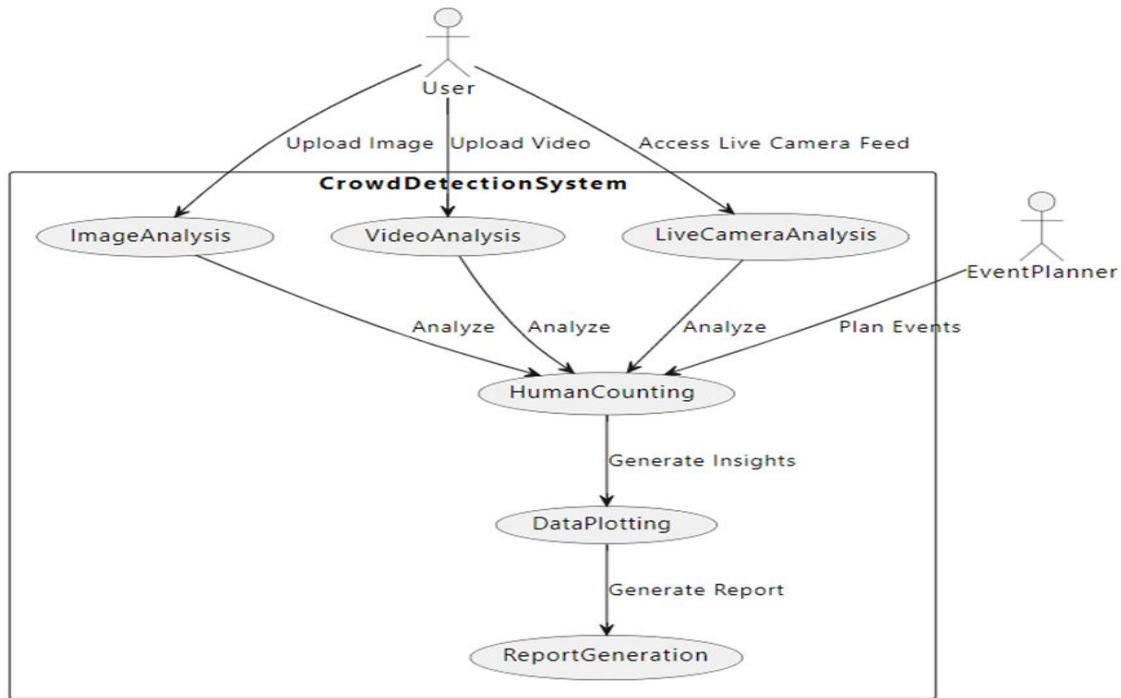 User
Upload Image
Upload Video
Access Live Camera Feed
CrowdDetectionSystem
ImageAnalysis
VideoAnalysis
LiveCameraAnalysis
EventPlanner
Analyze
Analyze
Analyze
Plan Events
HumanCounting
Generate Insights
DataPlotting
Generate Report
ReportGeneration